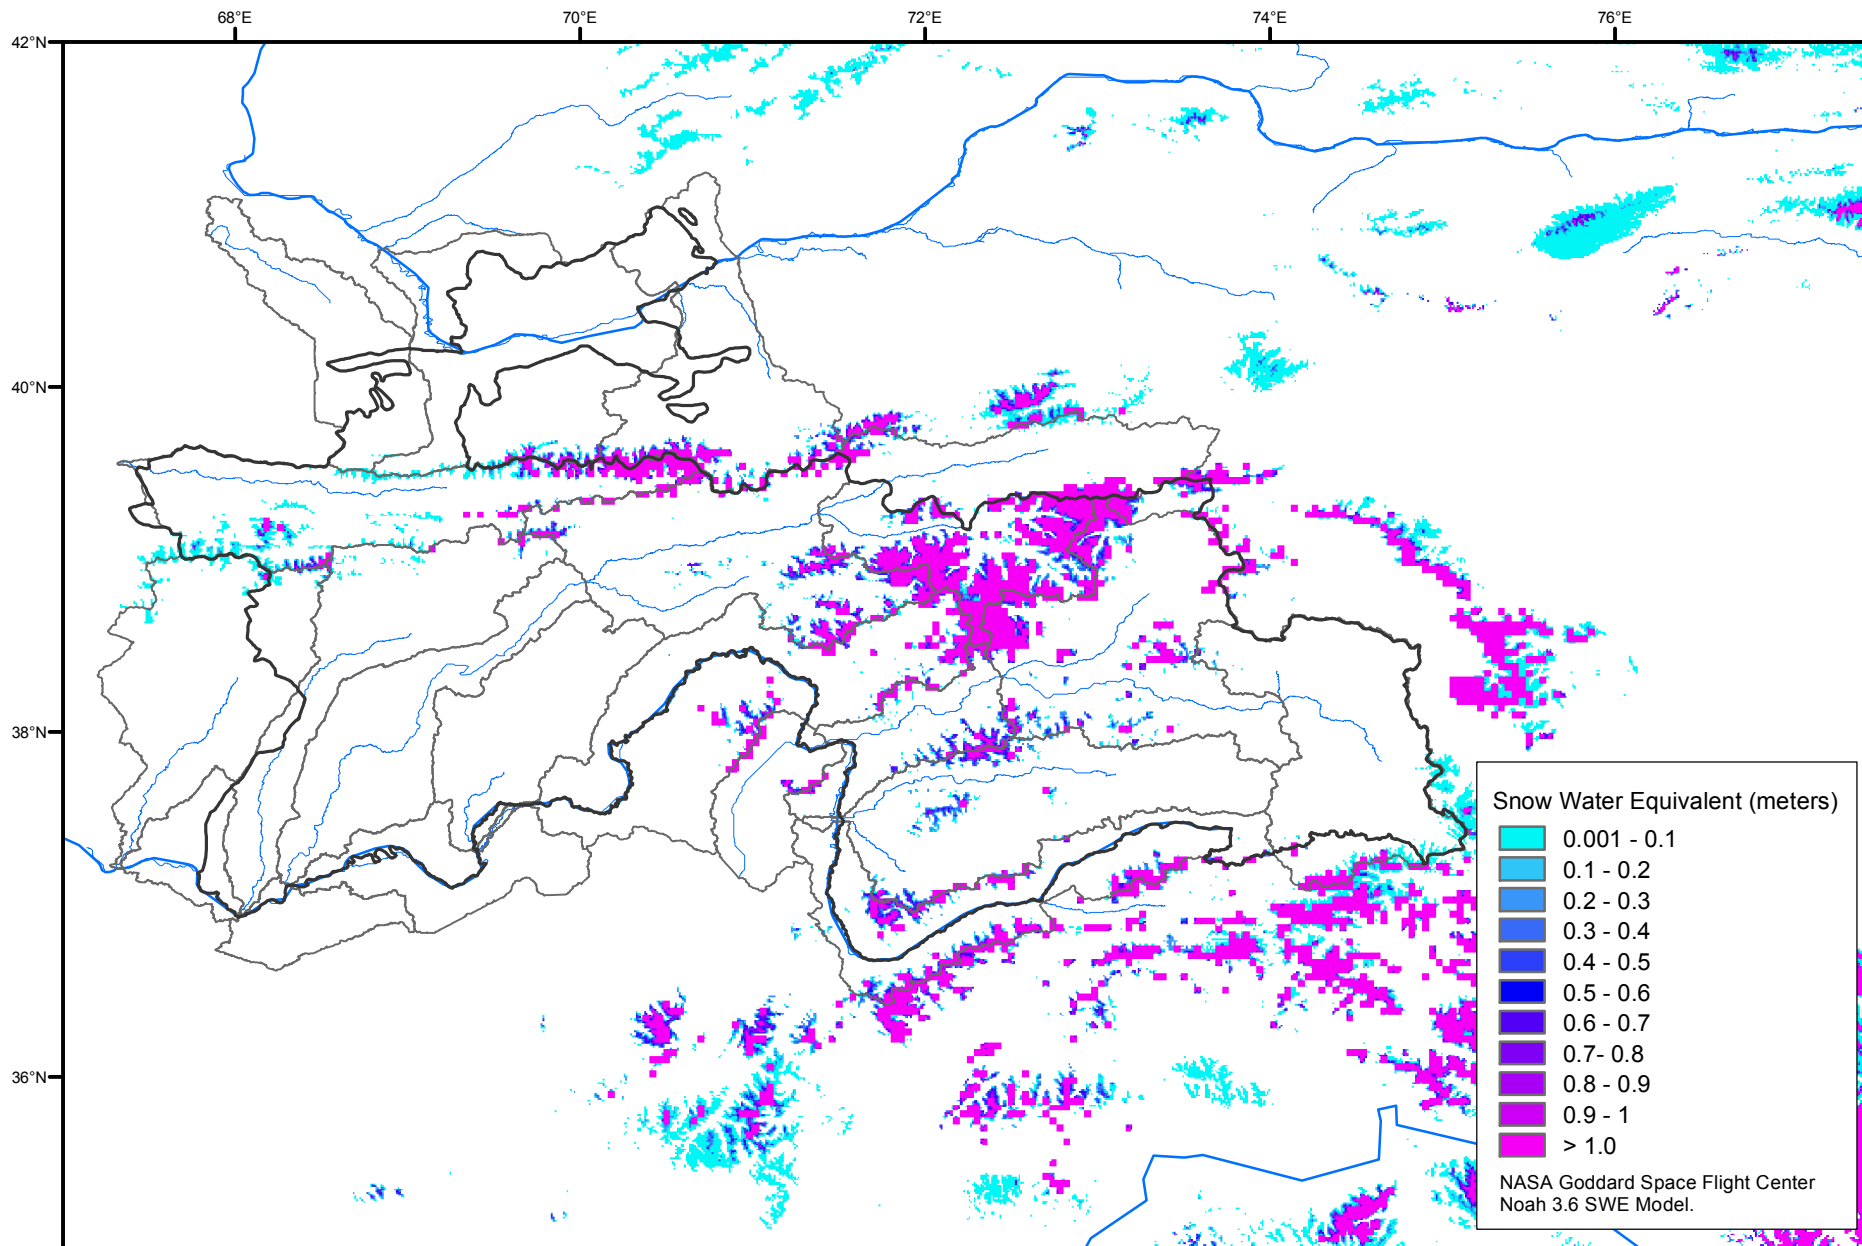 68°E 70°E 72°E 74°E 76°E
42°N
40°N
38°N
36°N
Snow Water Equivalent (meters)
0.001 - 0.1
0.1 - 0.2
0.2 - 0.3
0.3 - 0.4
0.4 - 0.5
0.5 - 0.6
0.6 - 0.7
0.7- 0.8
0.8 - 0.9
0.9 - 1
> 1.0
NASA Goddard Space Flight Center
Noah 3.6 SWE Model.